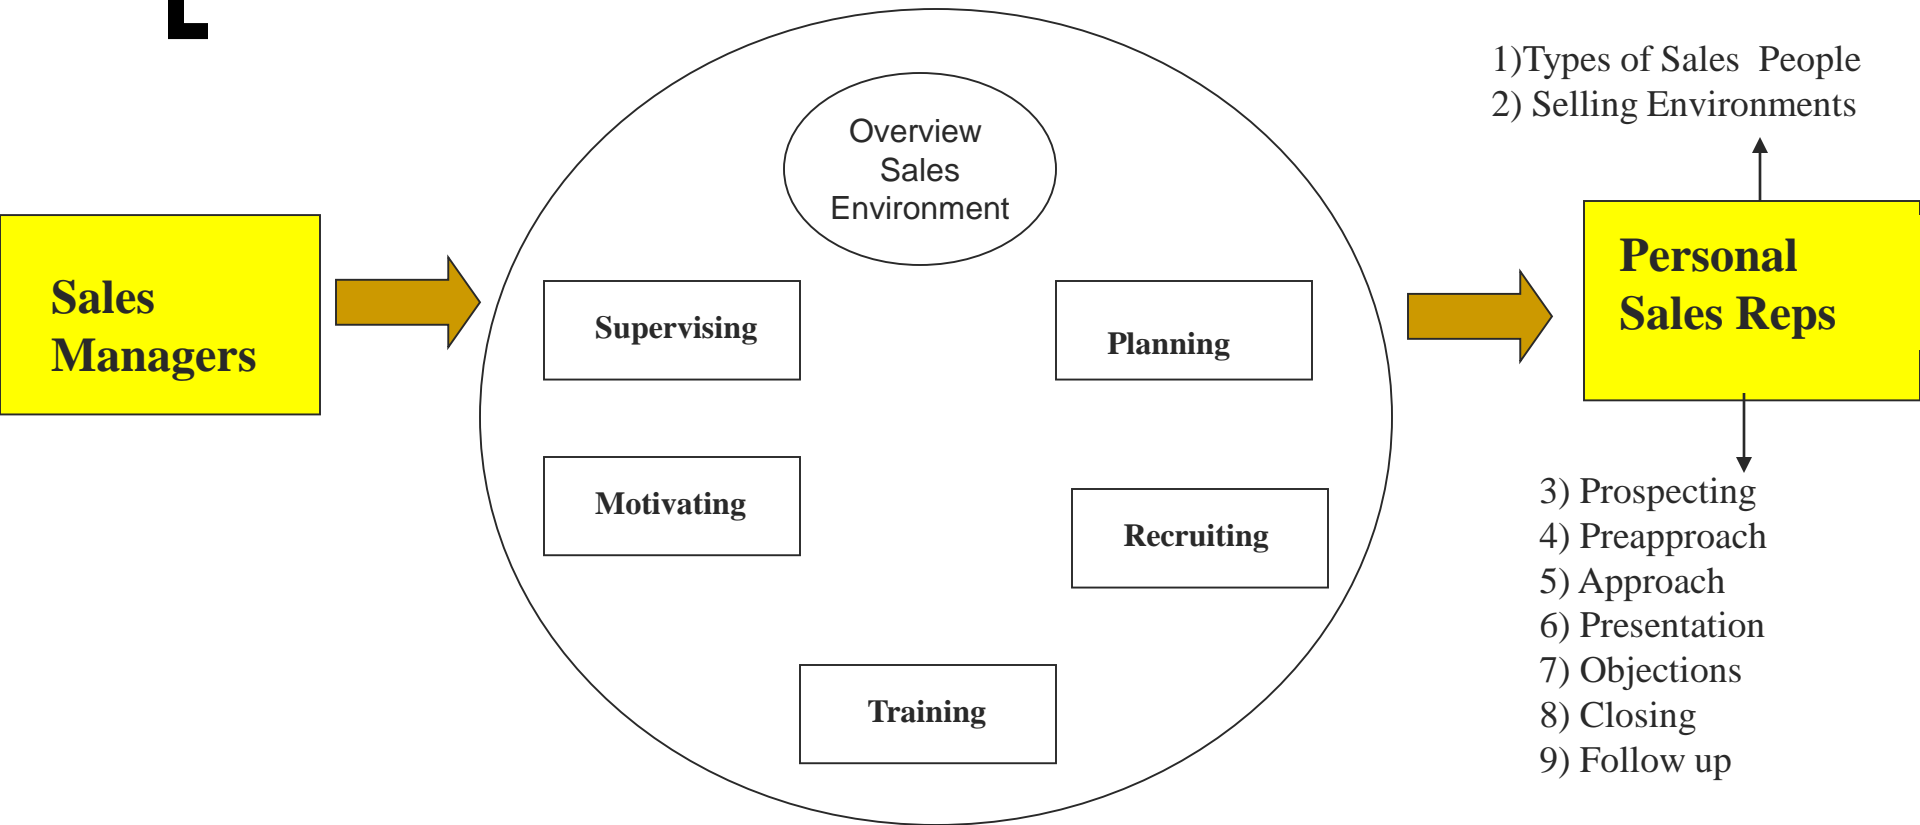 Sales
Managers
Overview
Sales
Environment
Supervising
Planning
Motivating
Recruiting
Training
1)Types of Sales  People
2) Selling Environments
Personal
Sales Reps
3) Prospecting
4) Preapproach
5) Approach
6) Presentation
7) Objections
8) Closing
9) Follow up